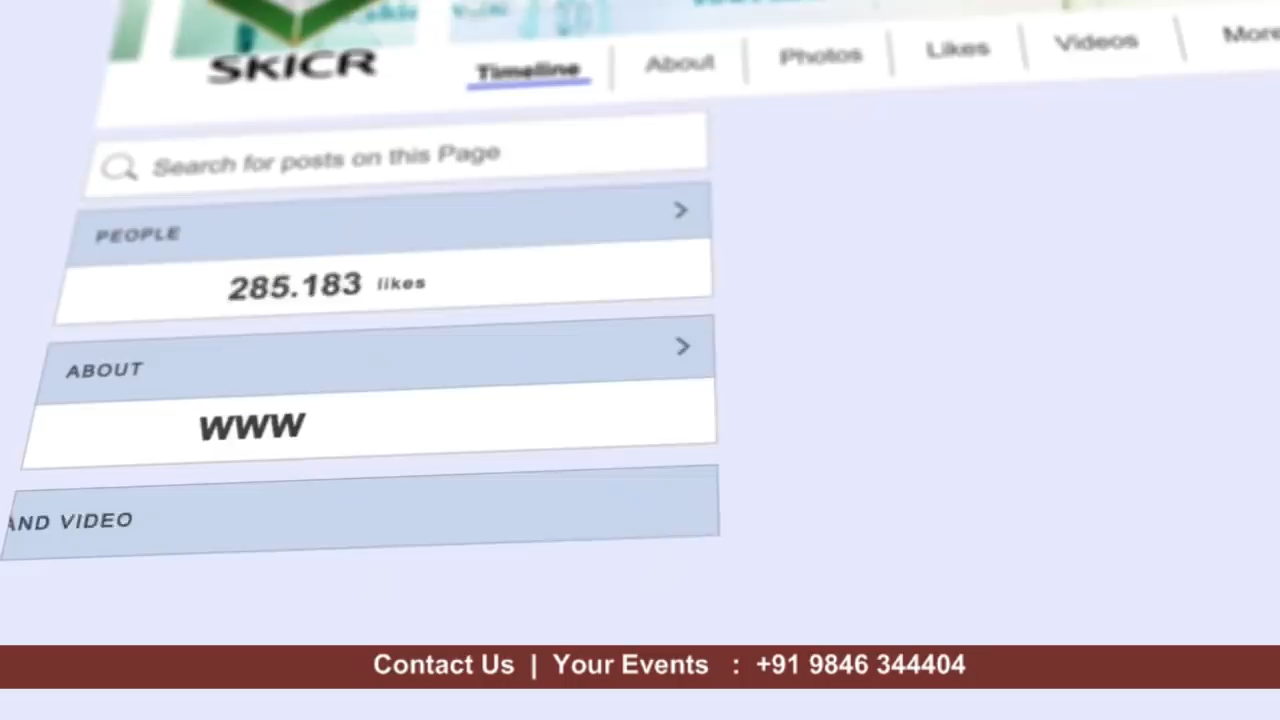 SKICR
Timeline About Photos Likes Videos More
Search for posts on this Page
PEOPLE
285.183 likes
ABOUT
WWW
AND VIDEO
Contact Us | Your Events : +91 9846 344404